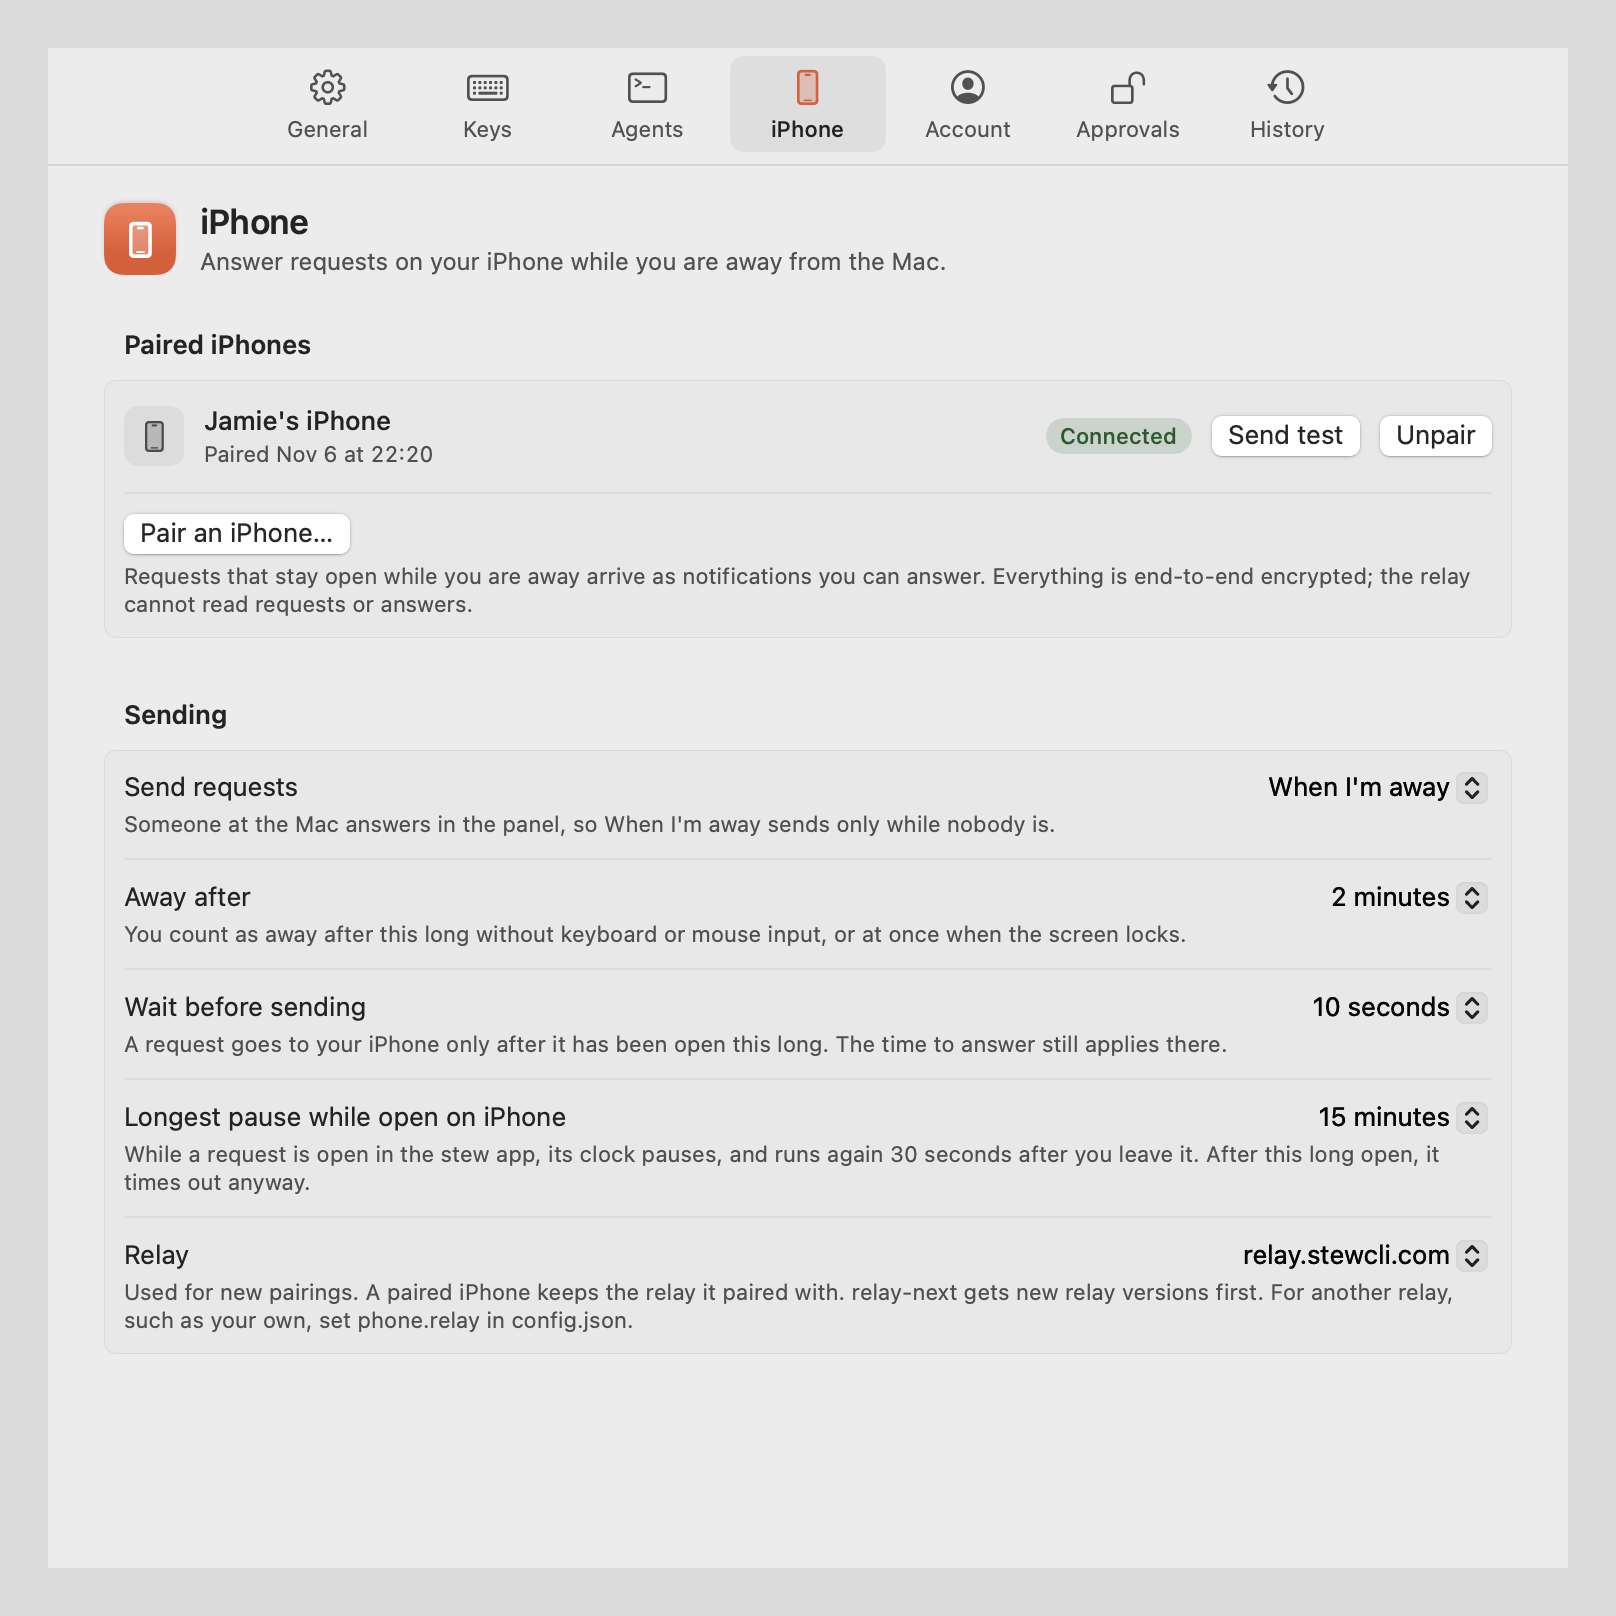 General
Keys
Agents
iPhone
Account
Approvals
History
iPhone
Answer requests on your iPhone while you are away from the Mac.
Paired iPhones
Jamie's iPhone
Paired Nov 6 at 22:20
Connected
Send test
Unpair
Pair an iPhone...
Requests that stay open while you are away arrive as notifications you can answer. Everything is end-to-end encrypted; the relay
cannot read requests or answers.
Sending
Send requests
When I'm away
Someone at the Mac answers in the panel, so When I'm away sends only while nobody is.
Away after
2 minutes
You count as away after this long without keyboard or mouse input, or at once when the screen locks.
Wait before sending
10 seconds
A request goes to your iPhone only after it has been open this long. The time to answer still applies there.
Longest pause while open on iPhone
15 minutes
While a request is open in the stew app, its clock pauses, and runs again 30 seconds after you leave it. After this long open, it
times out anyway.
Relay
relay.stewcli.com
Used for new pairings. A paired iPhone keeps the relay it paired with. relay-next gets new relay versions first. For another relay,
such as your own, set phone.relay in config.json.